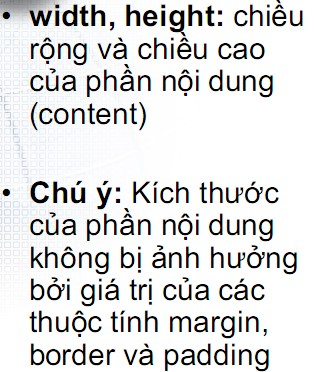 • width, height: chiều
rộng và chiều cao
của phần nội dung
(content)
• Chú ý: Kích thước
của phần nội dung
không bị ảnh hưởng
bởi giá trị của các
thuộc tính margin,
border và padding